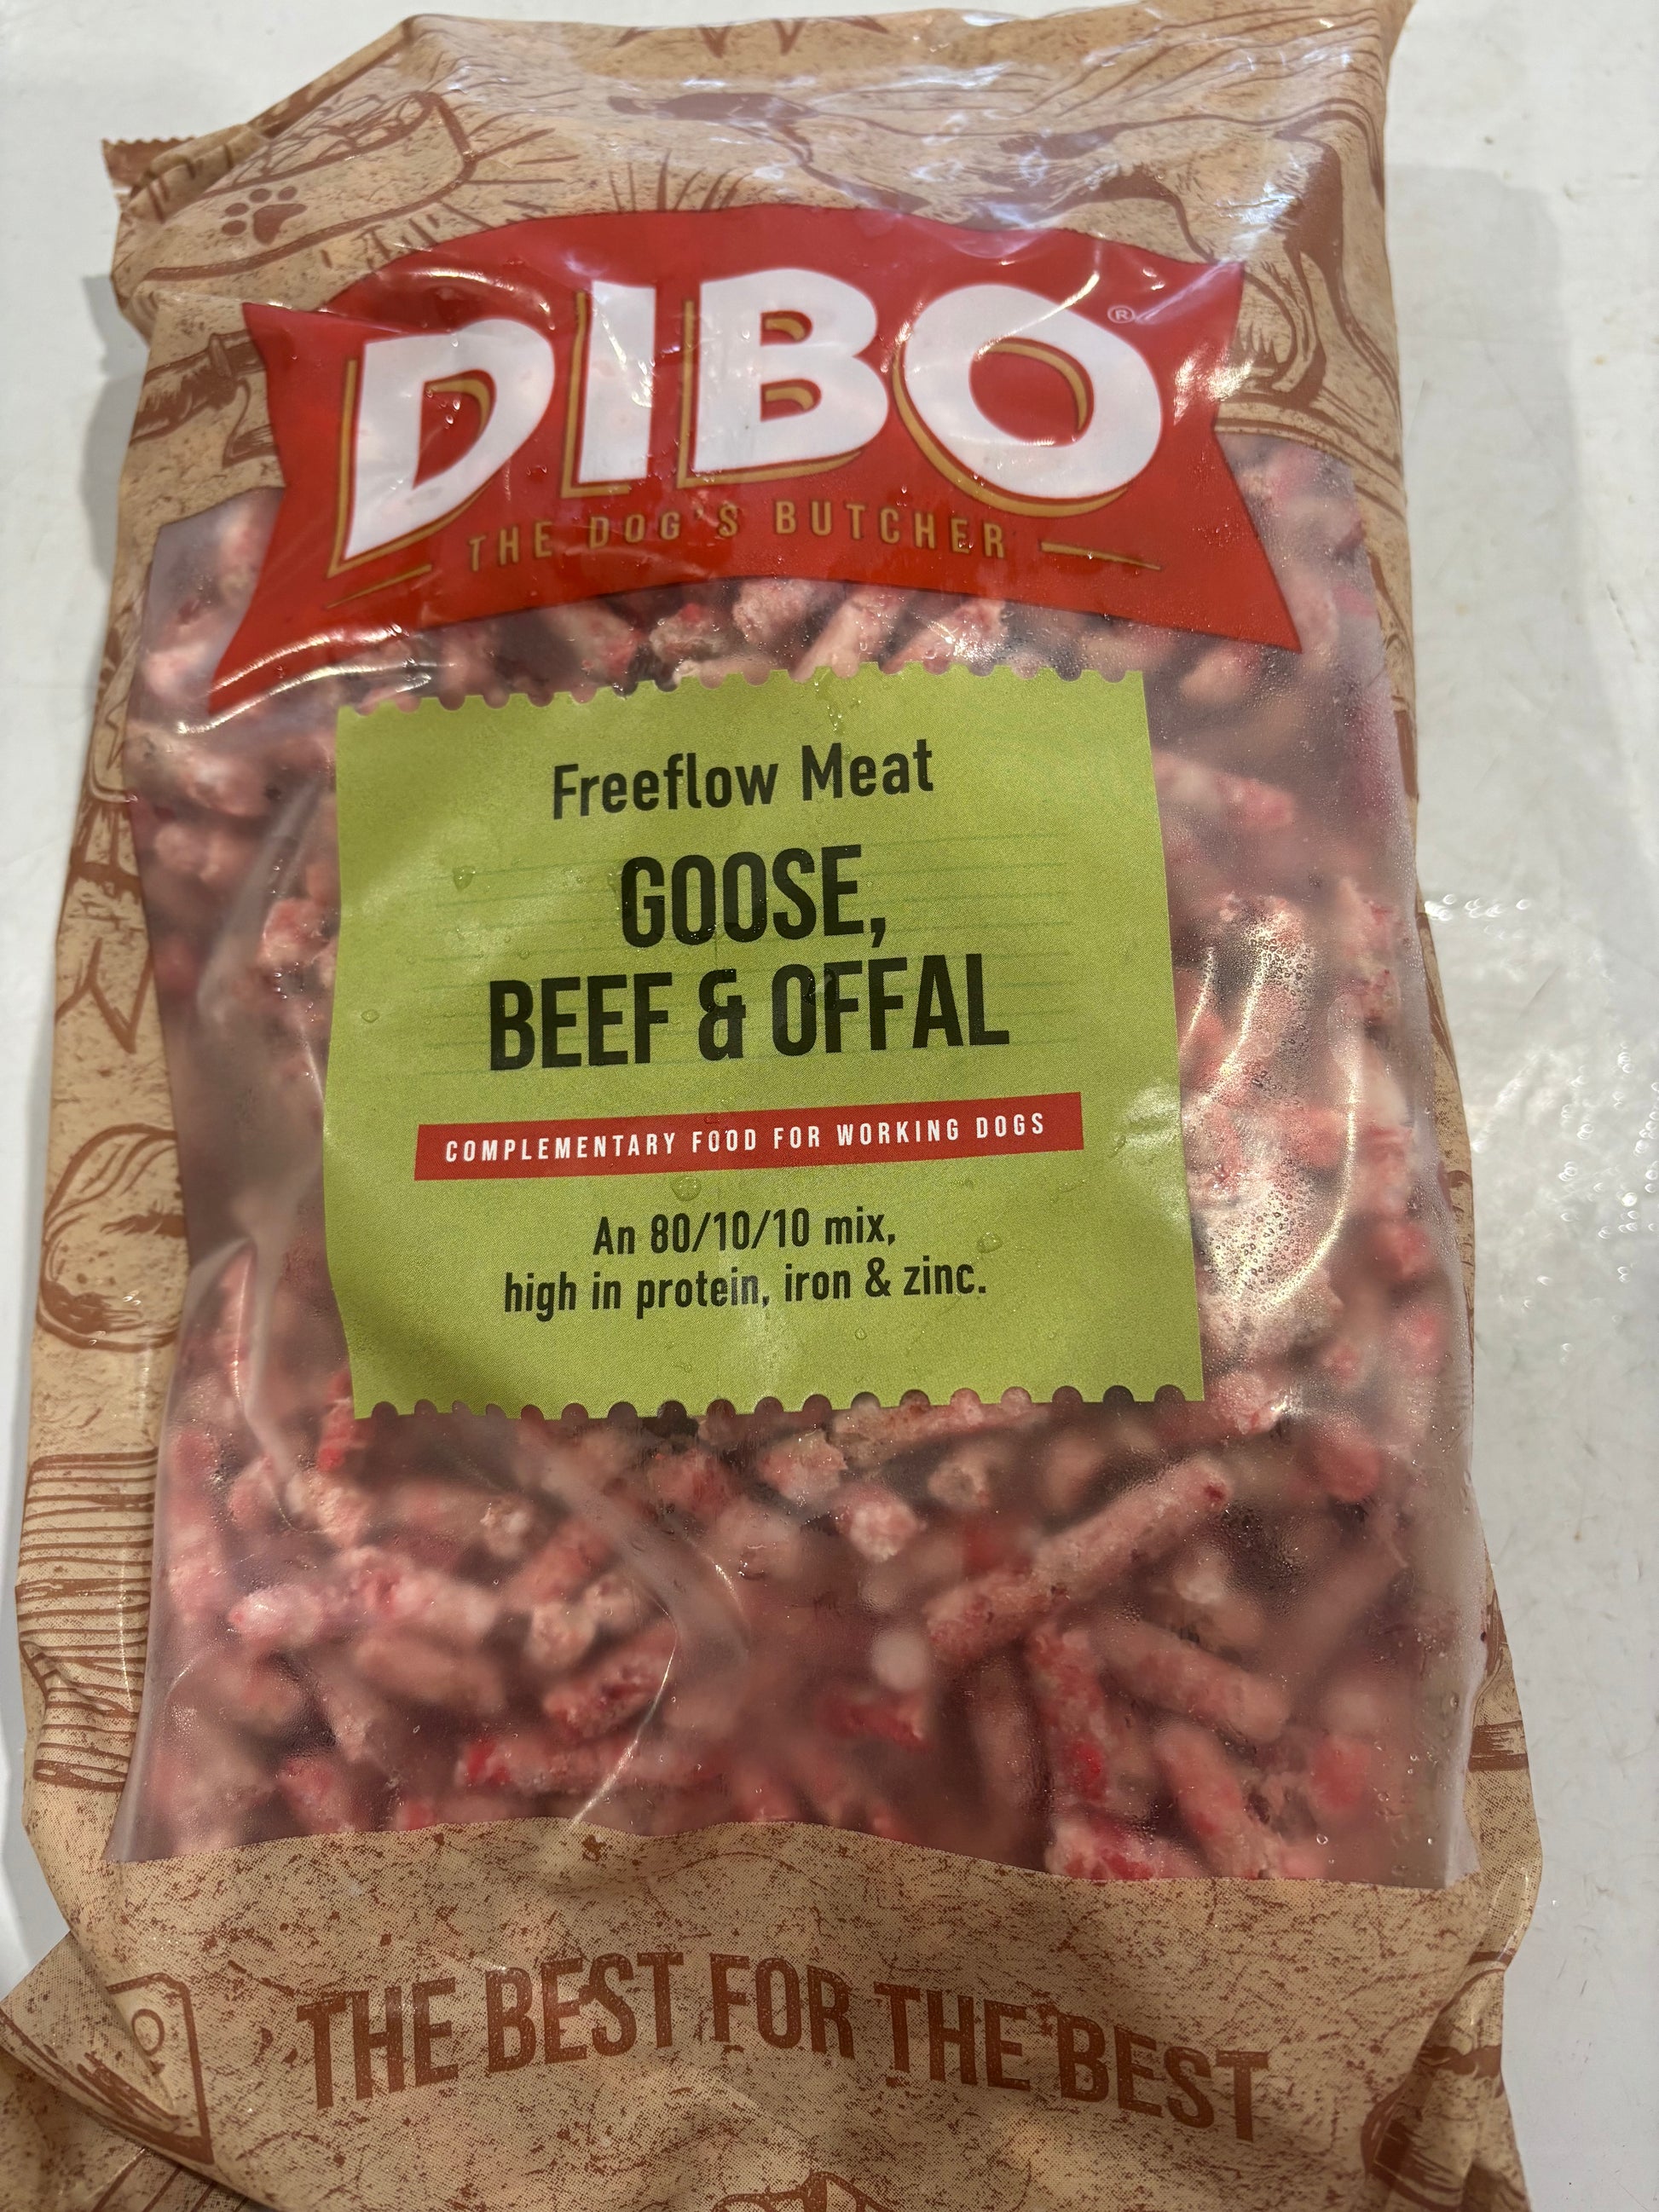 DIBO®
THE DOG'S BUTCHER
Freeflow Meat
GOOSE,
BEEF & OFFAL
COMPLEMENTARY FOOD FOR WORKING DOGS
An 80/10/10 mix,
high in protein, iron & zinc.
THE BEST FOR THE BEST